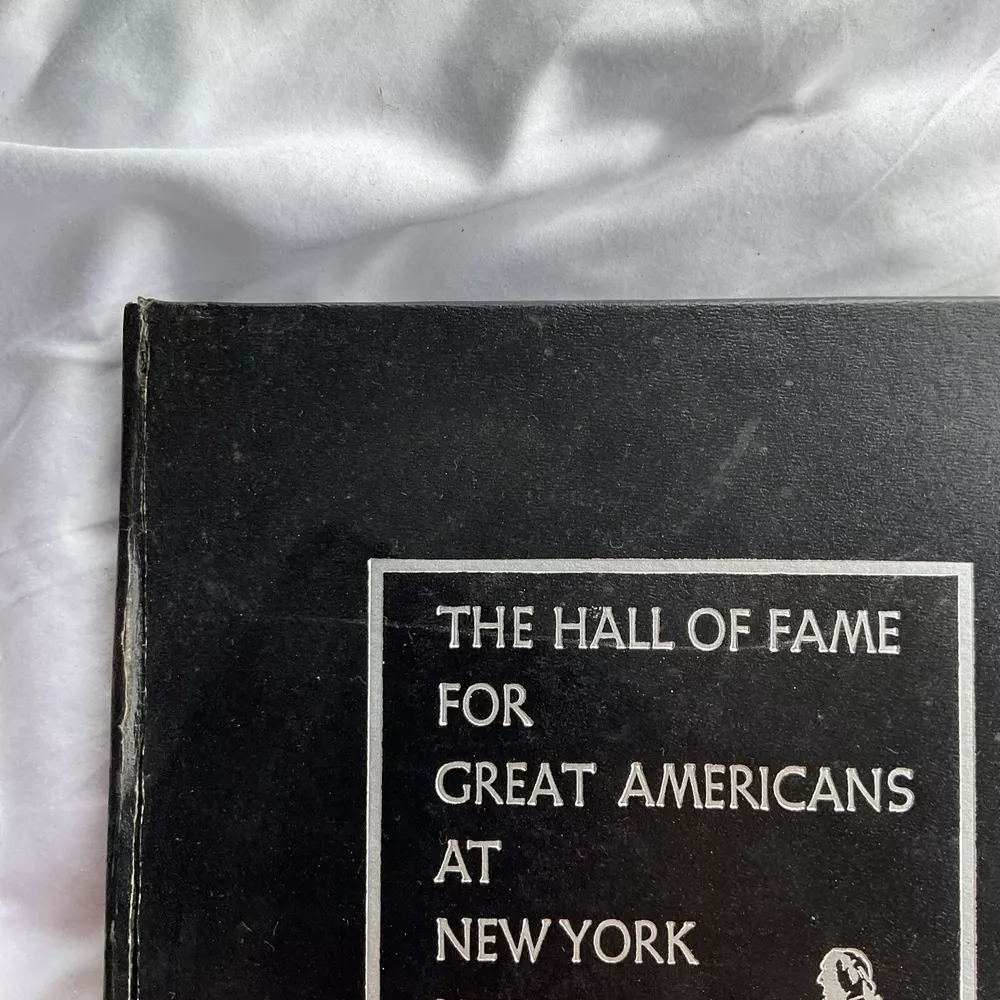 THE HALL OF FAME
FOR
GREAT AMERICANS
AT
NEW YORK